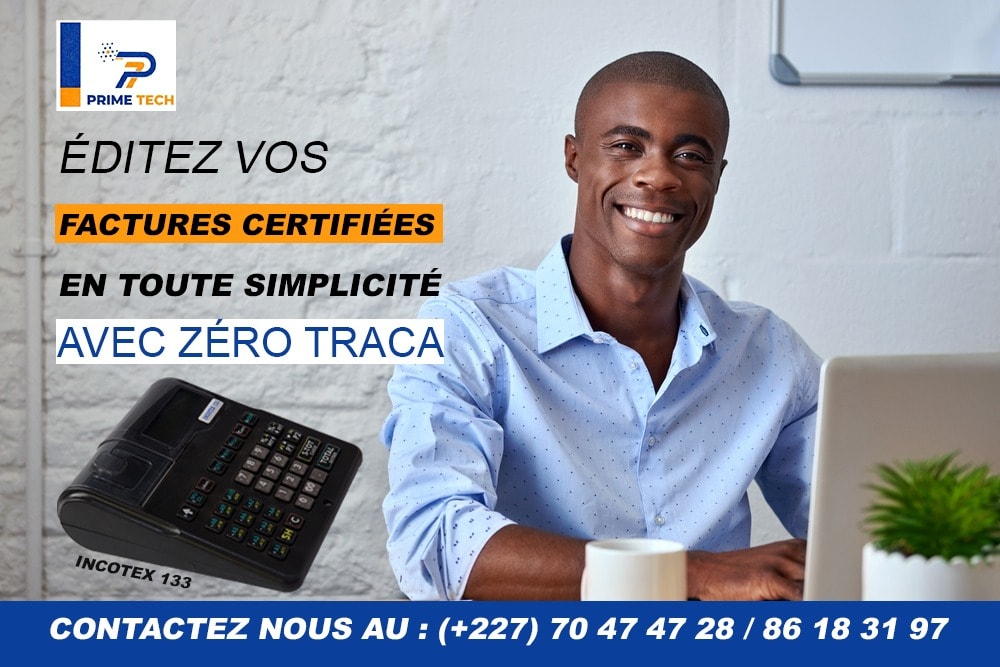 PRIME TECH
ÉDITEZ VOS
FACTURES CERTIFIÉES
EN TOUTE SIMPLICITÉ
AVEC ZÉRO TRACA
INCOTEX 133
CONTACTEZ NOUS AU : (+227) 70 47 47 28 / 86 18 31 97